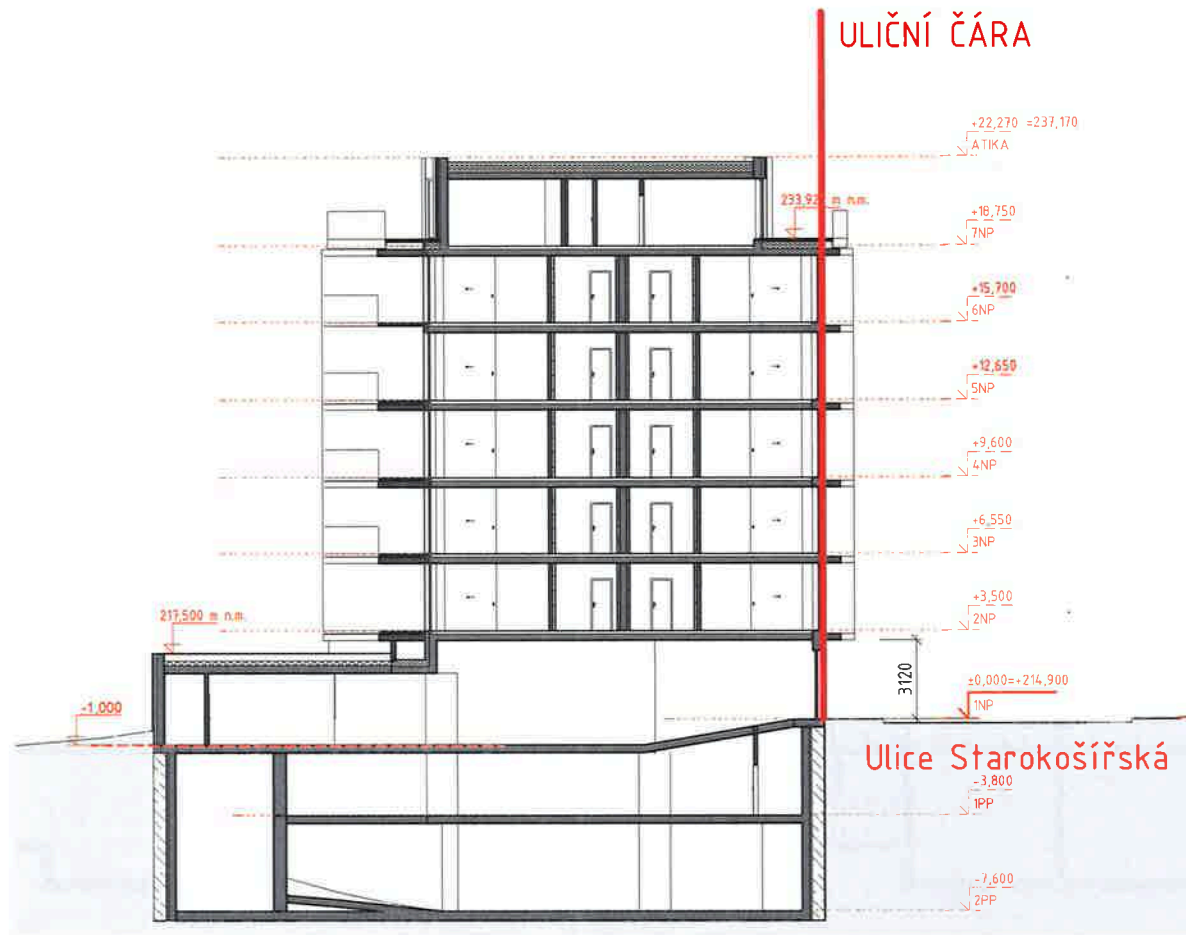 ULIČNÍ ČÁRA
+22,270 =237,170
ATIKA
m n.m.
+18,750
7NP
+15,700
6NP
+12,650
5NP
+9,600
4NP
+6,550
3NP
+3,500
2NP
217,500 m n.m.
3120
±0,000=+214,900
1NP
-1,000
Ulice Starokošířská
-3,800
1PP
-7,600
2PP